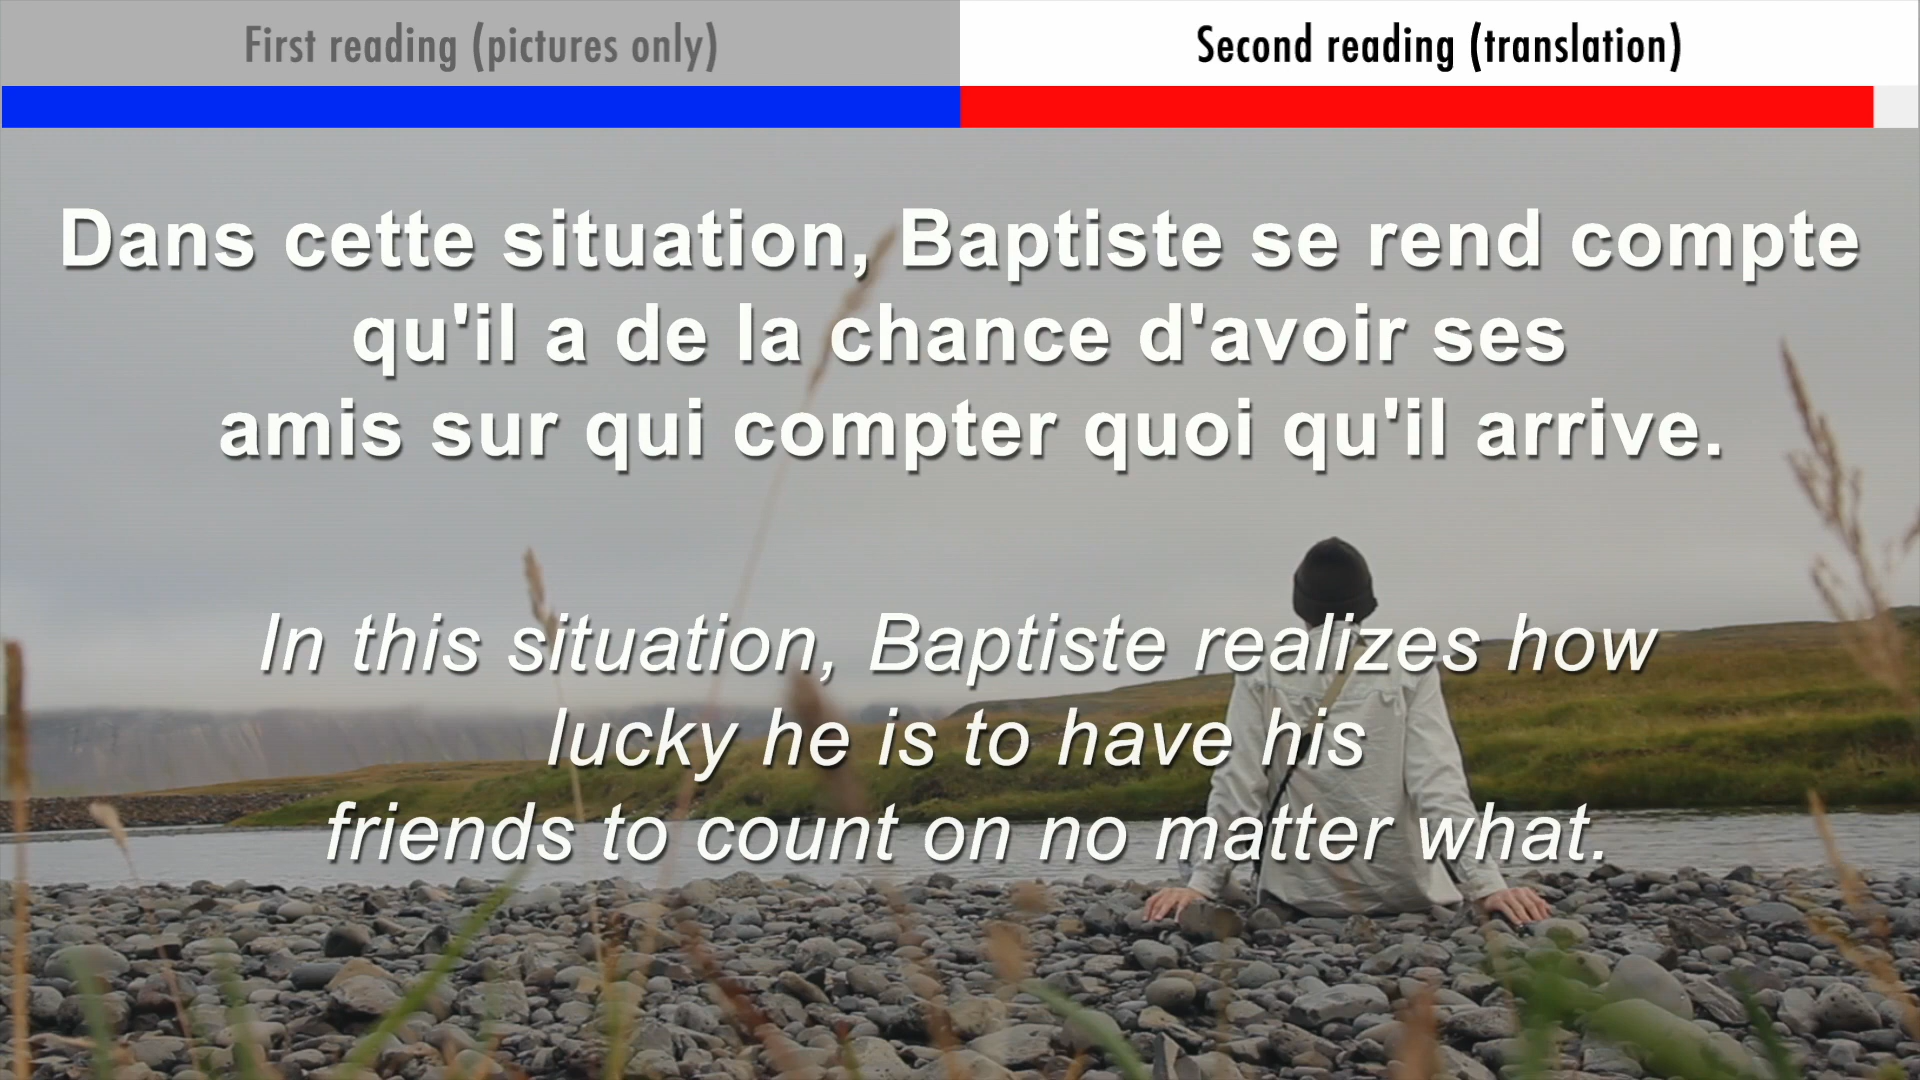 First reading (pictures only)
Second reading (translation)
Dans cette situation, Baptiste se rend compte
qu'il a de la chance d'avoir ses
amis sur qui compter quoi qu'il arrive.
In this situation, Baptiste realizes how
lucky he is to have his
friends to count on no matter what.